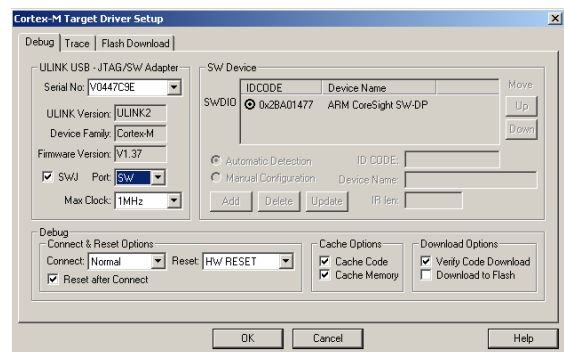 Cortex-M Target Driver Setup
Debug Trace Flash Download
ULINK USB - JTAG/SW Adapter
Serial No: V0447C9E
ULINK Version: ULINK2
Device Family: Cortex-M
Firmware Version: V1.37
SWJ Port: SW
Max Clock: 1MHz
SW Device
IDCODE Device Name Move
SWDIO 0x2BA01477 ARM CoreSight SW-DP Up
Down
Automatic Detection ID CODE:
Manual Configuration Device Name:
Add Delete Update IR len:
Debug
Connect & Reset Options
Connect: Normal Reset: HW RESET
Reset after Connect
Cache Options
Cache Code
Cache Memory
Download Options
Verify Code Download
Download to Flash
OK Cancel Help